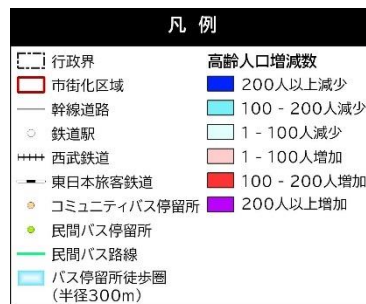 凡 例
行政界
市街化区域
幹線道路
鉄道駅
西武鉄道
東日本旅客鉄道
コミュニティバス停留所
民間バス停留所
民間バス路線
バス停留所徒歩圏
(半径300m)
高齢人口増減数
200人以上減少
100 - 200人減少
1 - 100人減少
1 - 100人増加
100 - 200人増加
200人以上増加